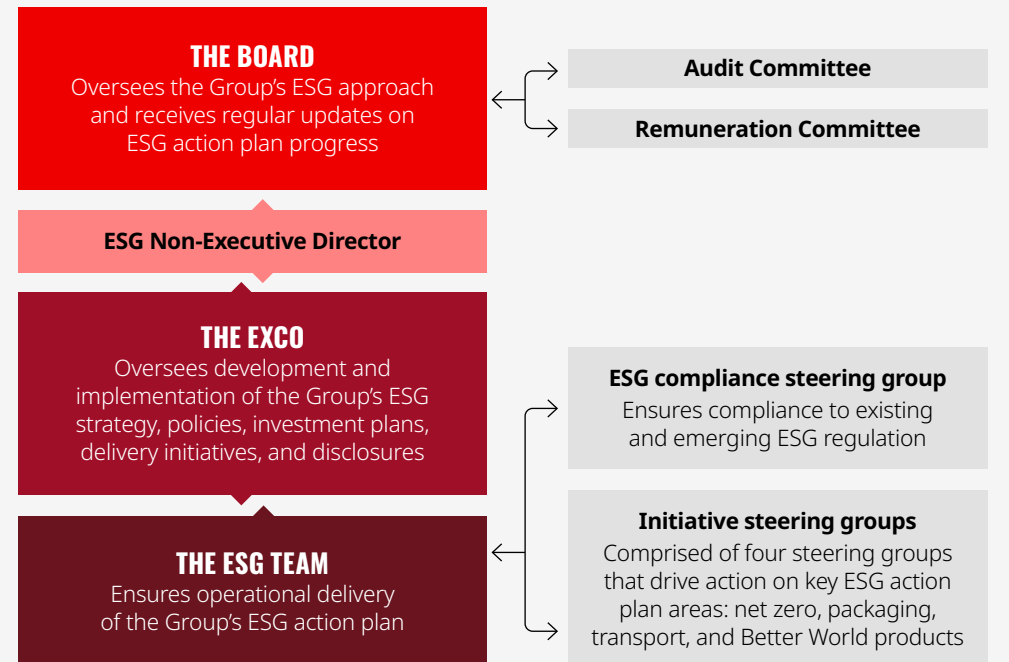 THE BOARD
Oversees the Group’s ESG approach
and receives regular updates on
ESG action plan progress
Audit Committee
Remuneration Committee
ESG Non-Executive Director
THE EXCO
Oversees development and
implementation of the Group’s ESG
strategy, policies, investment plans,
delivery initiatives, and disclosures
ESG compliance steering group
Ensures compliance to existing
and emerging ESG regulation
THE ESG TEAM
Ensures operational delivery
of the Group’s ESG action plan
Initiative steering groups
Comprised of four steering groups
that drive action on key ESG action
plan areas: net zero, packaging,
transport, and Better World products